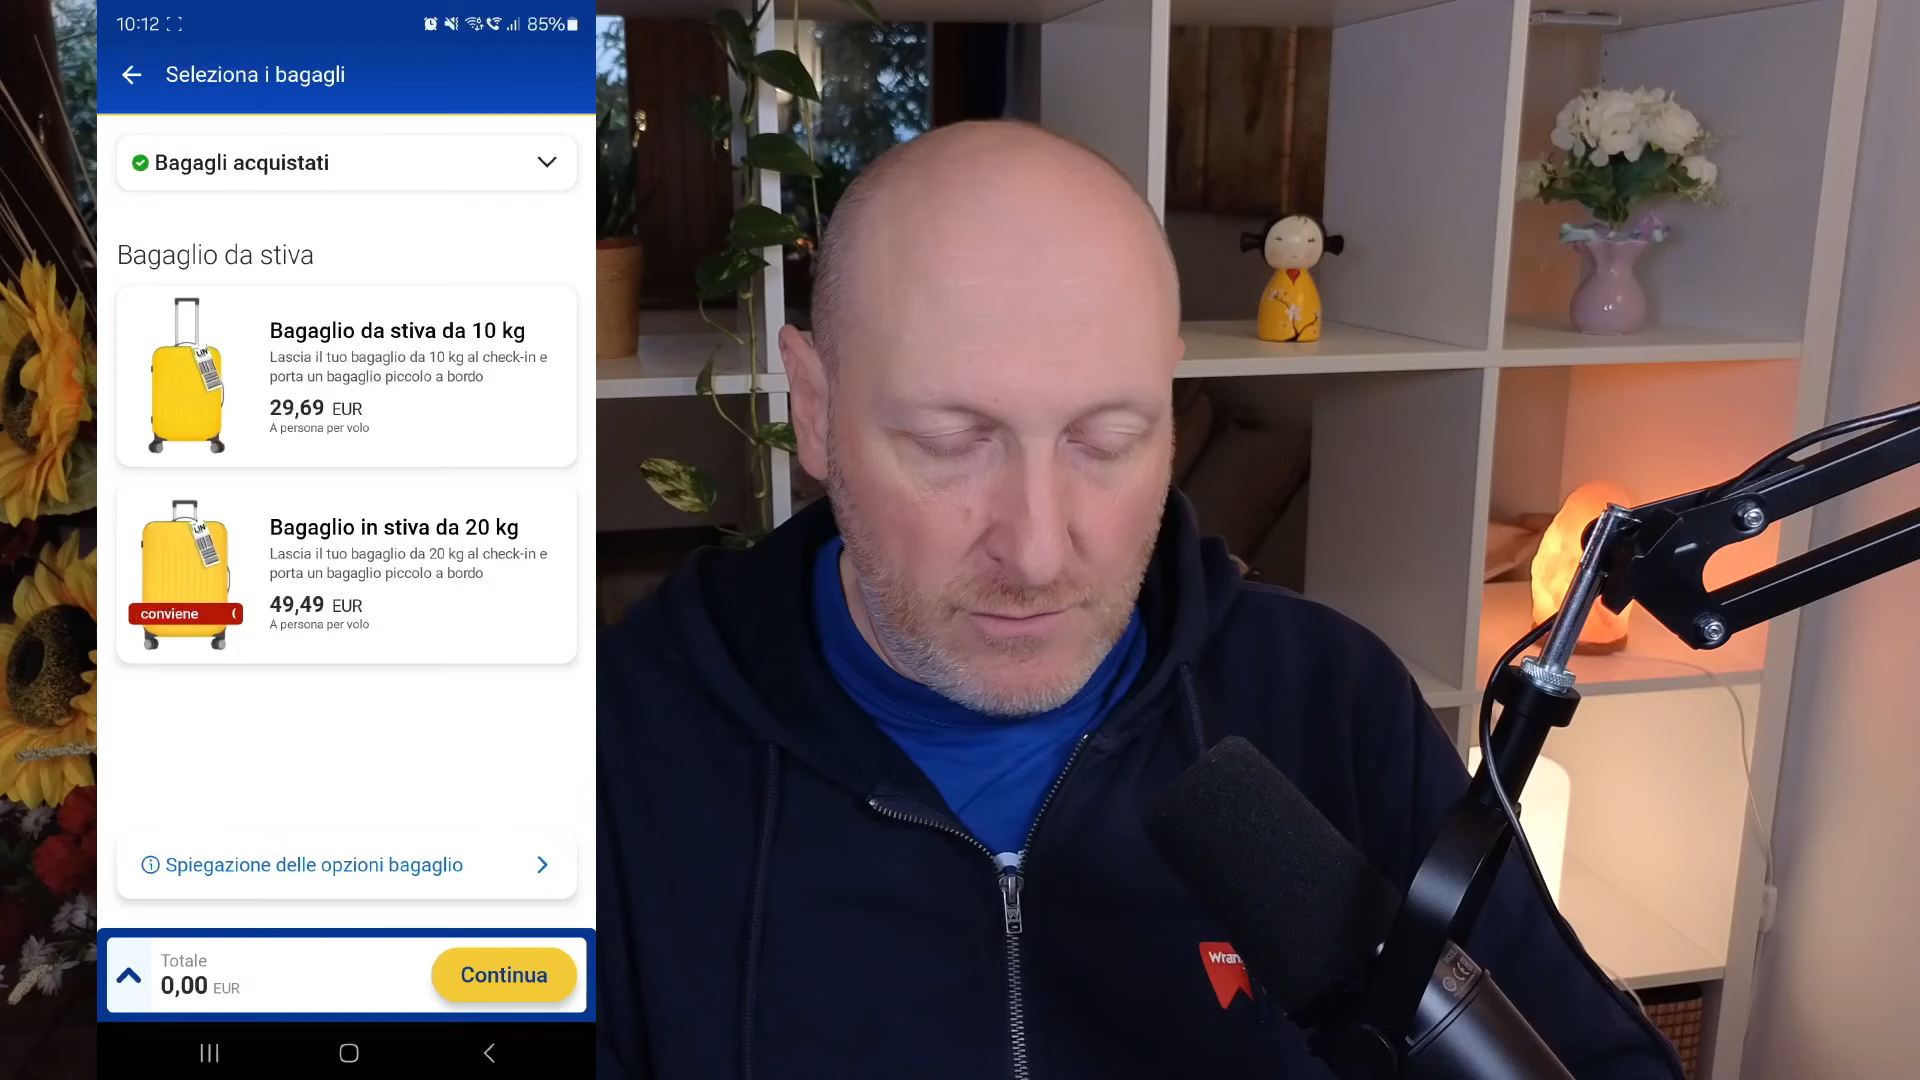 10:12
85%
Seleziona i bagagli
Bagagli acquistati
Bagaglio da stiva
LIN
Bagaglio da stiva da 10 kg
Lascia il tuo bagaglio da 10 kg al check-in e
porta un bagaglio piccolo a bordo
29,69 EUR
A persona per volo
LIN
conviene
Bagaglio in stiva da 20 kg
Lascia il tuo bagaglio da 20 kg al check-in e
porta un bagaglio piccolo a bordo
49,49 EUR
A persona per volo
Spiegazione delle opzioni bagaglio
Totale
0,00 EUR
Continua